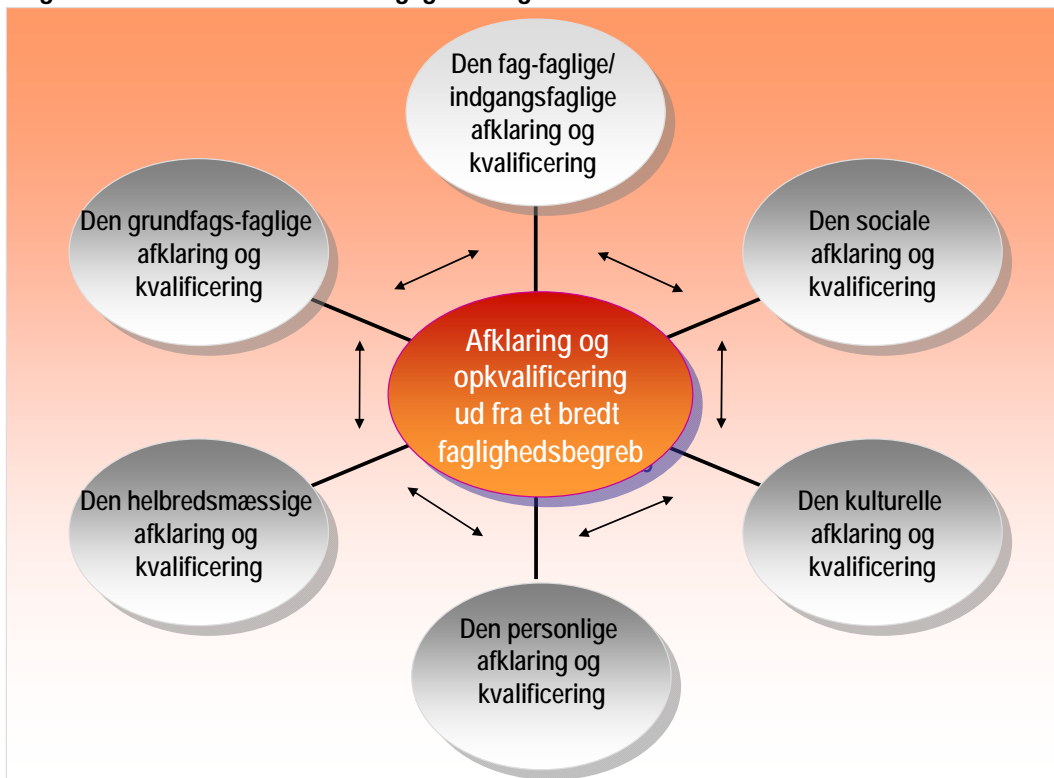 Den fag-faglige/
indgangsfaglige
afklaring og
kvalificering
Den grundfags-faglige
afklaring og
kvalificering
Den sociale
afklaring og
kvalificering
Afklaring og
opkvalificering
ud fra et bredt
faglighedsbegreb
Den helbredsmæssige
afklaring og
kvalificering
Den kulturelle
afklaring og
kvalificering
Den personlige
afklaring og
kvalificering